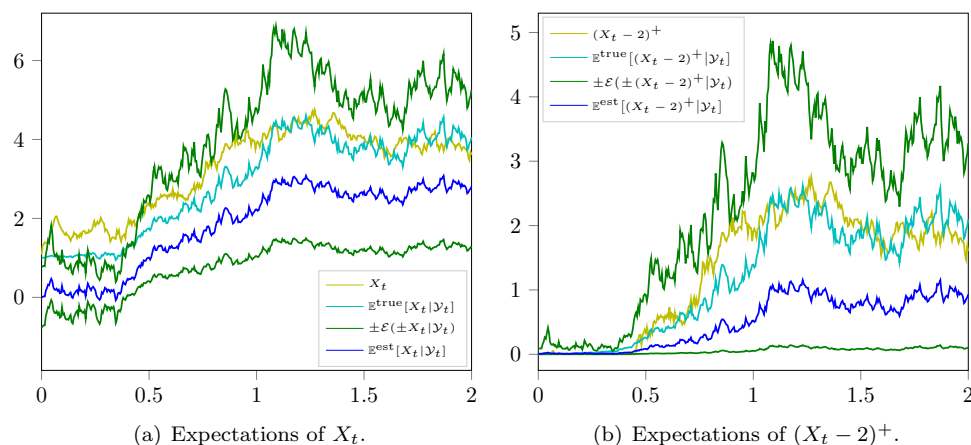 6
4
2
0
0
0.5
1
1.5
2
X_t
𝔼^true[X_t|𝒴_t]
±ℰ(±X_t|𝒴_t)
𝔼^est[X_t|𝒴_t]
(a) Expectations of X_t.
5
4
3
2
1
0
0
0.5
1
1.5
2
(X_t − 2)^+
𝔼^true[(X_t − 2)^+|𝒴_t]
±ℰ(±(X_t − 2)^+|𝒴_t)
𝔼^est[(X_t − 2)^+|𝒴_t]
(b) Expectations of (X_t − 2)^+.